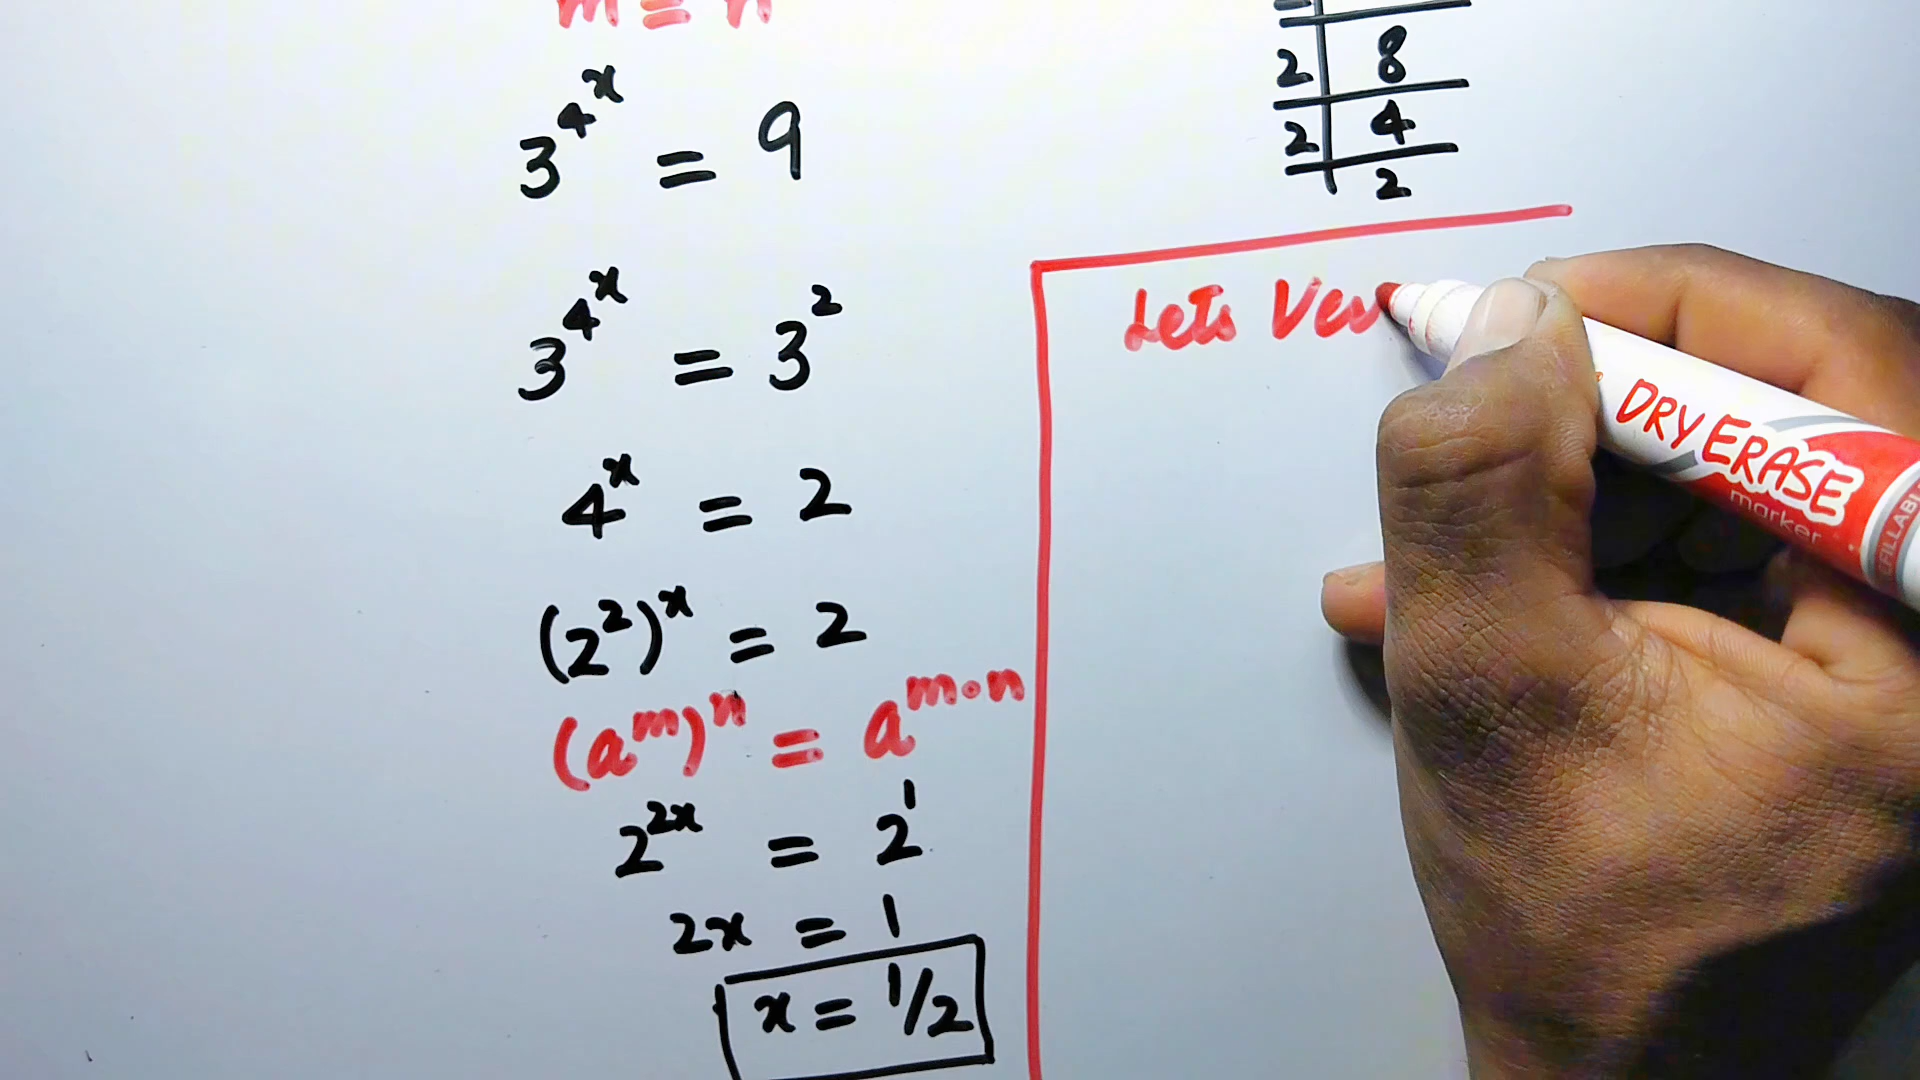 m = n
3^4^x = 9
3^4^x = 3^2
4^x = 2
(2^2)^x = 2
(a^m)^n = a^m·n
2^2x = 2^1
2x = 1
x = 1/2
2 | 8
2 | 4
2
Lets Ver
DRY ERASE
marker